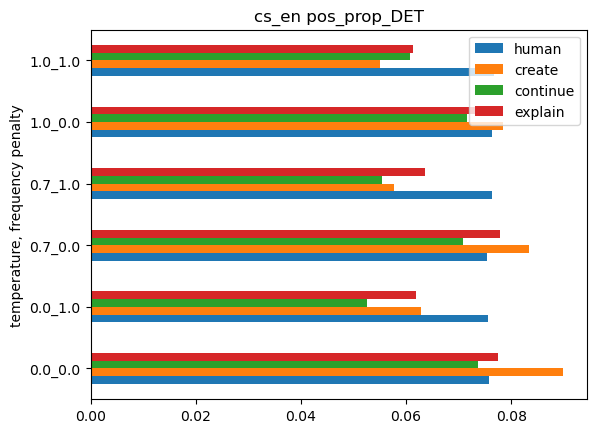 cs_en pos_prop_DET
human
create
continue
explain
temperature, frequency penalty
1.0_1.0
1.0_0.0
0.7_1.0
0.7_0.0
0.0_1.0
0.0_0.0
0.00 0.02 0.04 0.06 0.08